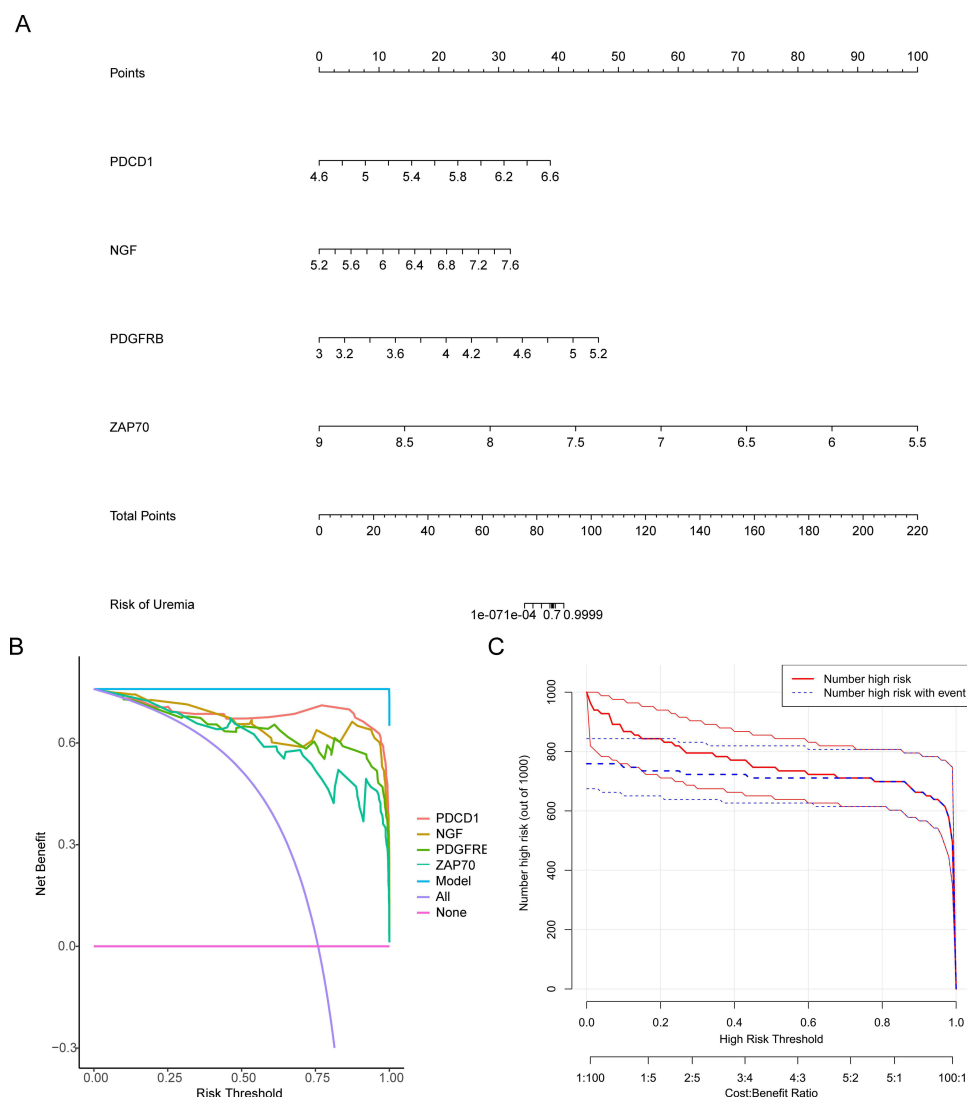 A
Points
0 10 20 30 40 50 60 70 80 90 100
PDCD1
4.6 5 5.4 5.8 6.2 6.6
NGF
5.2 5.6 6 6.4 6.8 7.2 7.6
PDGFRB
3 3.2 3.6 4 4.2 4.6 5 5.2
ZAP70
9 8.5 8 7.5 7 6.5 6 5.5
Total Points
0 20 40 60 80 100 120 140 160 180 200 220
Risk of Uremia
1e-071e-04 0.7 0.9999
B
Net Benefit
0.6
0.3
0.0
−0.3
0.00 0.25 0.50 0.75 1.00
Risk Threshold
PDCD1
NGF
PDGFRE
ZAP70
Model
All
None
C
Number high risk (out of 1000)
1000
800
600
400
200
0
Number high risk
Number high risk with event
0.0 0.2 0.4 0.6 0.8 1.0
High Risk Threshold
1:100 1:5 2:5 3:4 4:3 5:2 5:1 100:1
Cost:Benefit Ratio